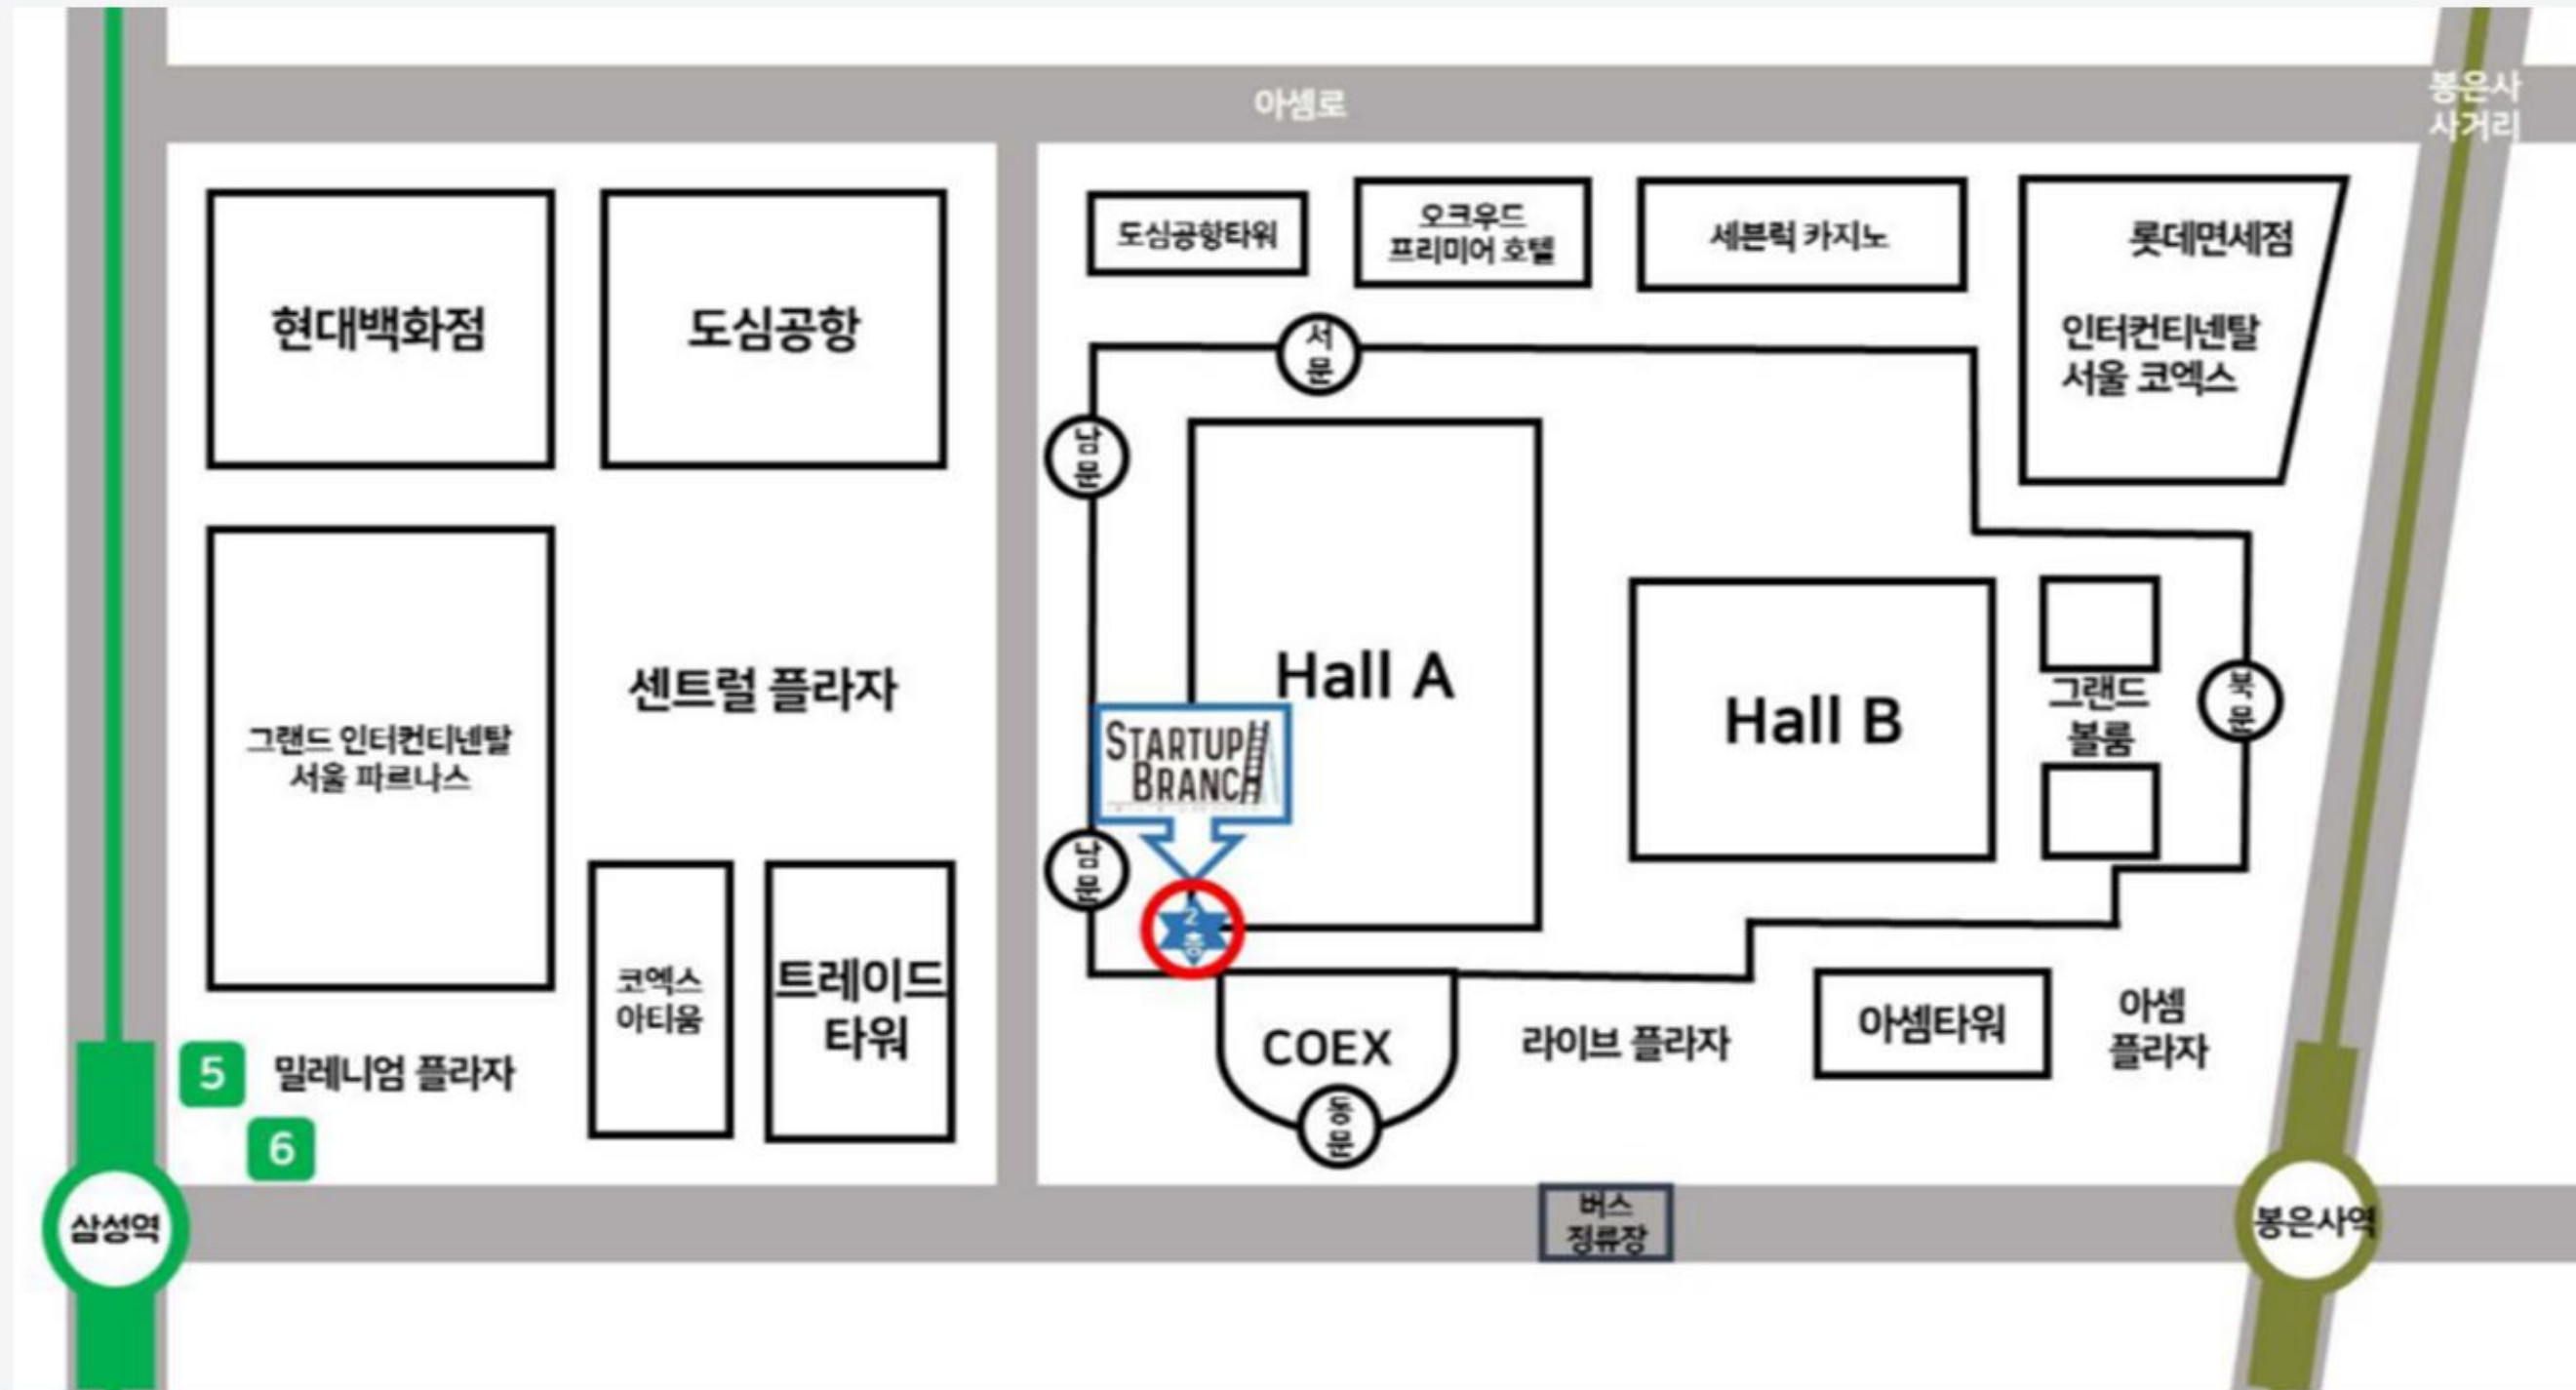 아셈로
봉은사
사거리
현대백화점
도심공항
도심공항타워
오크우드
프리미어 호텔
세븐럭 카지노
롯데면세점
인터컨티넨탈
서울 코엑스
서
문
남
문
Hall A
Hall B
그랜드
볼룸
북
문
그랜드 인터컨티넨탈
서울 파르나스
센트럴 플라자
STARTUP
BRANCH
남
문
2
층
코엑스
아티움
트레이드
타워
COEX
동
문
라이브 플라자
아셈타워
아셈
플라자
5
밀레니엄 플라자
6
삼성역
버스
정류장
봉은사역